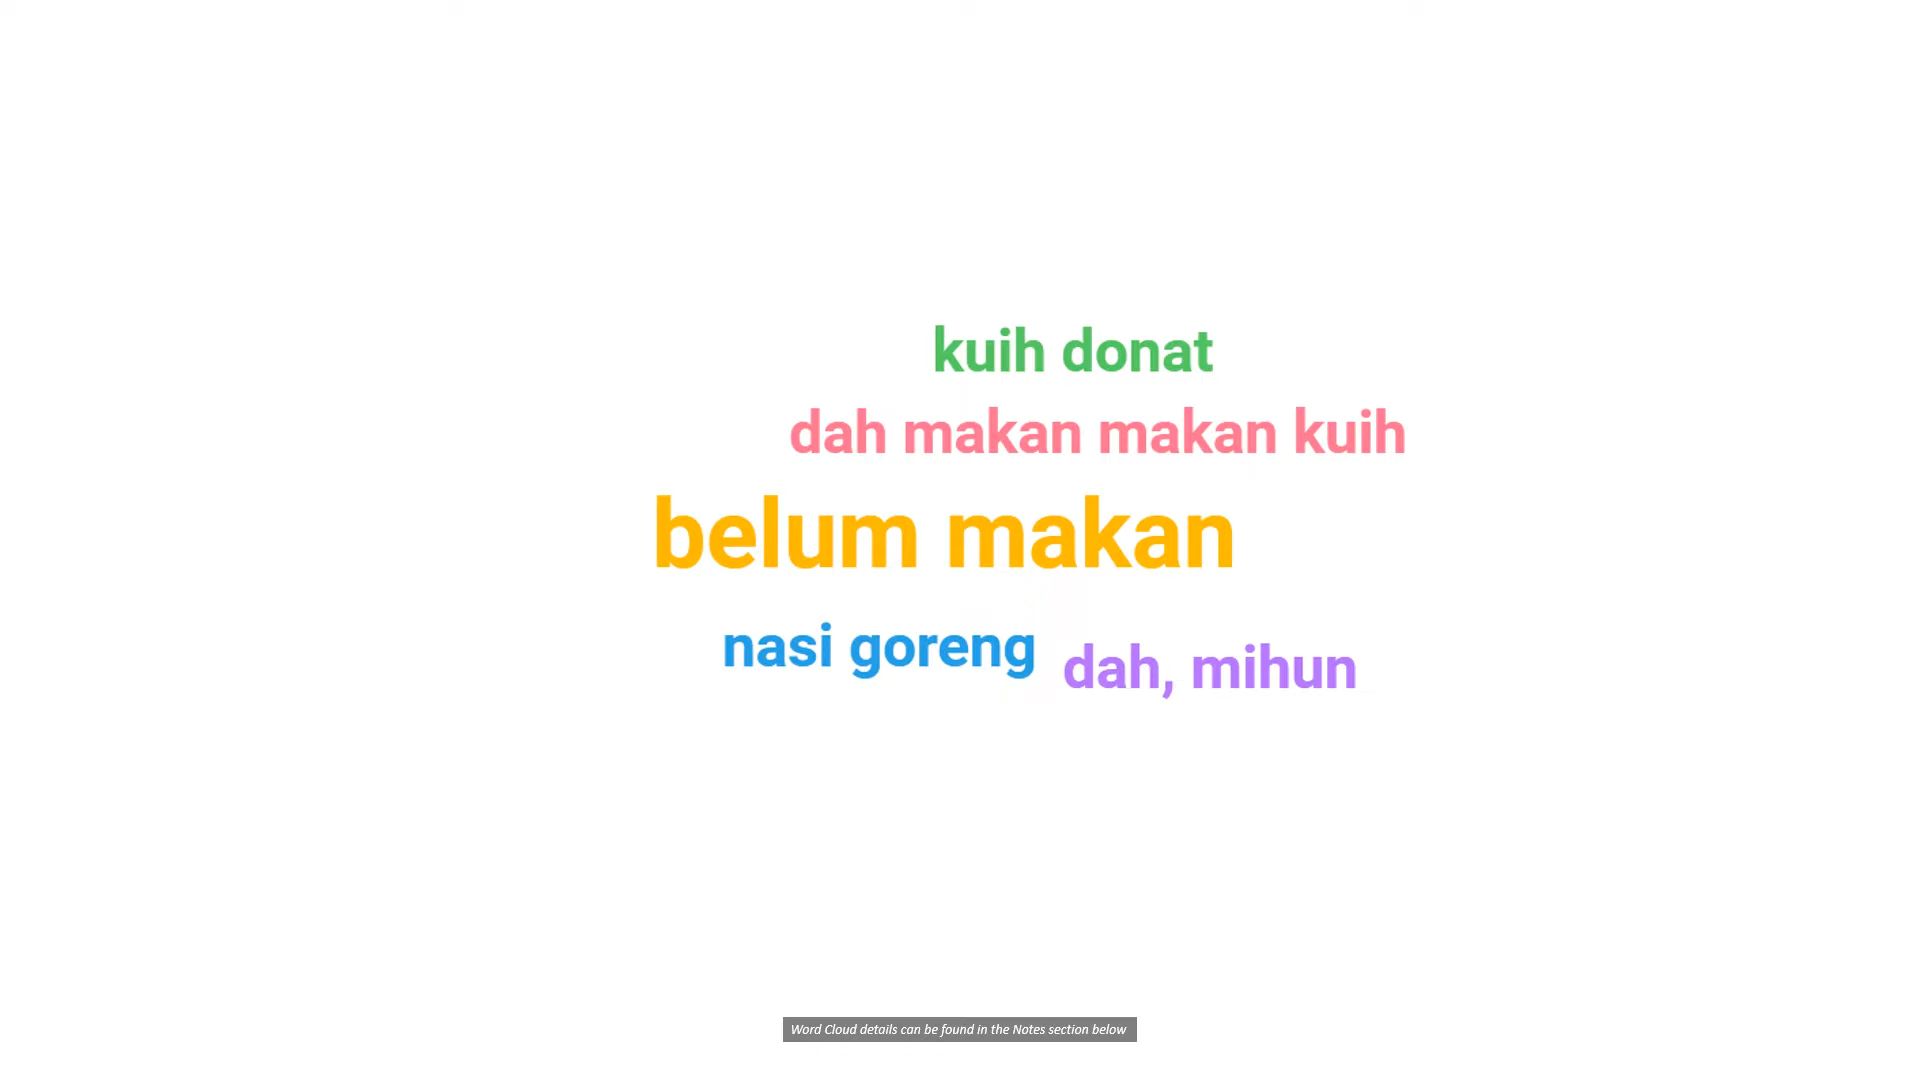 kuih donat
dah makan makan kuih
belum makan
nasi goreng
dah, mihun
Word Cloud details can be found in the Notes section below